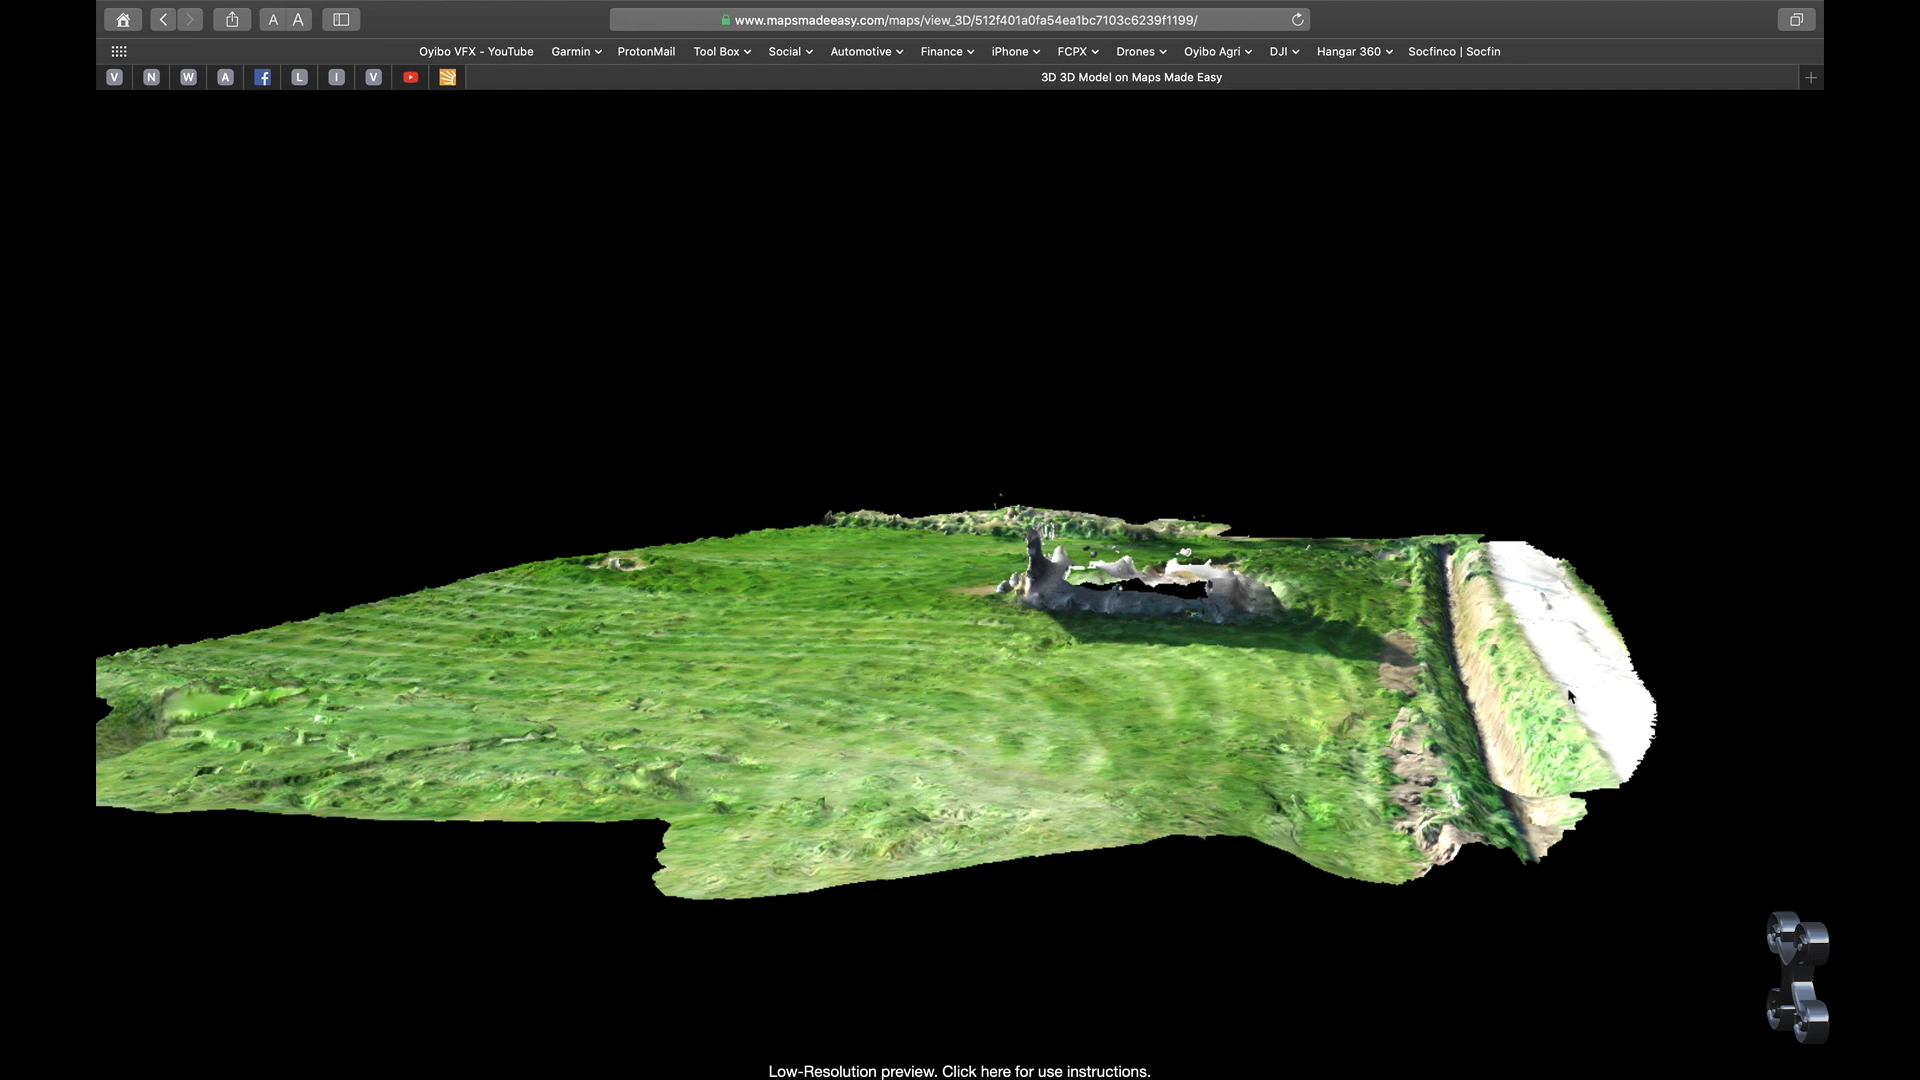 A A
www.mapsmadeeasy.com/maps/view_3D/512f401a0fa54ea1bc7103c6239f1199/
Oyibo VFX - YouTube Garmin ProtonMail Tool Box Social Automotive Finance iPhone FCPX Drones Oyibo Agri DJI Hangar 360 Socfinco | Socfin
V N W A f L I V 3D 3D Model on Maps Made Easy
Low-Resolution preview. Click here for use instructions.